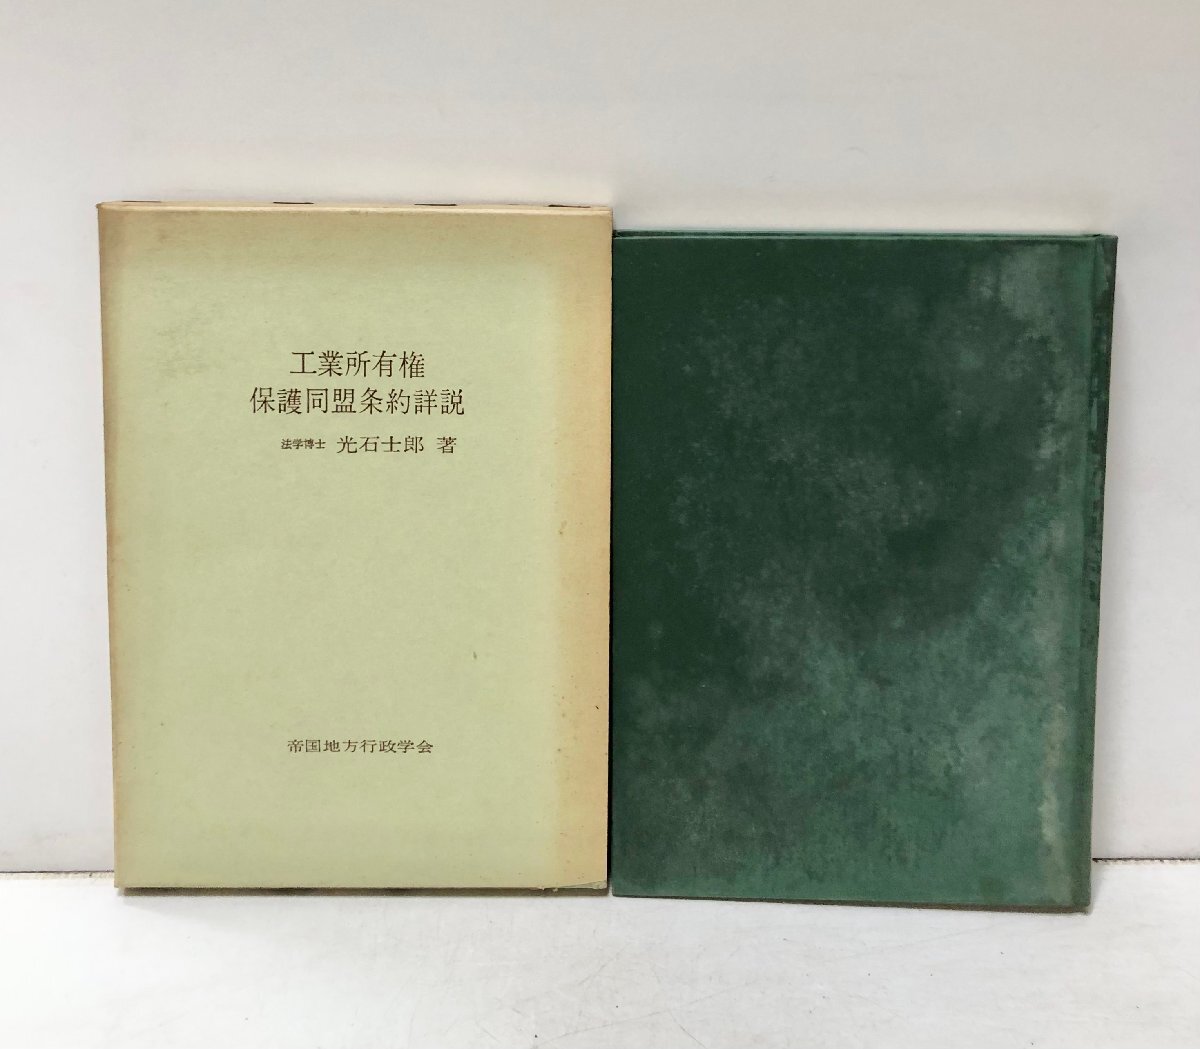 工業所有権
保護同盟条約詳説
法学博士 光石士郎 著
帝国地方行政学会